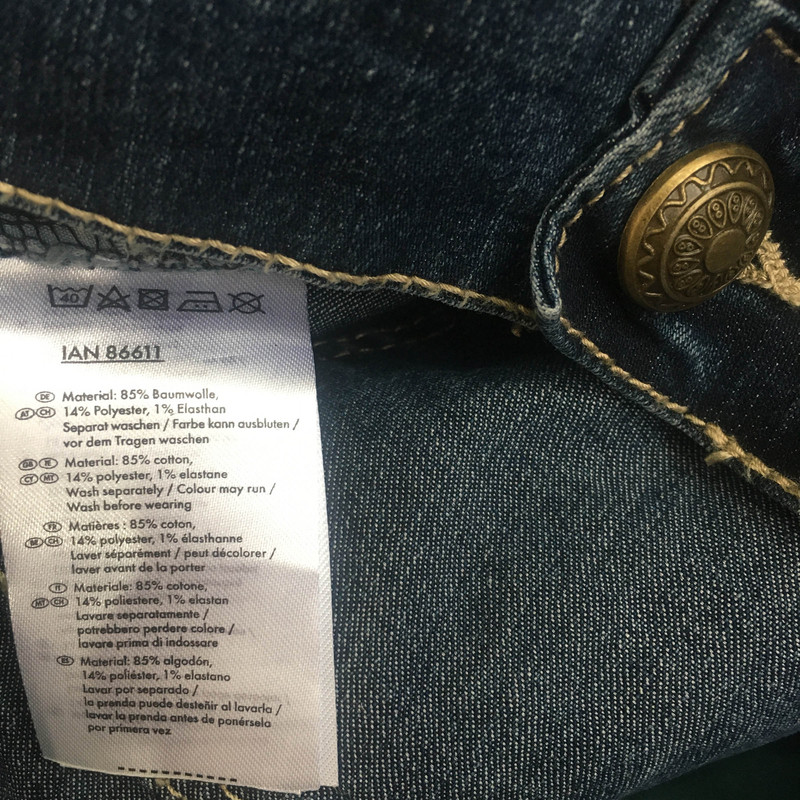 40
IAN 86611
DE Material: 85% Baumwolle,
AT CH 14% Polyester, 1% Elasthan
Separat waschen / Farbe kann ausbluten /
vor dem Tragen waschen
GB IE Material: 85% cotton,
CY MT 14% polyester, 1% elastane
Wash separately / Colour may run /
Wash before wearing
FR Matières : 85% coton,
BE CH 14% polyester, 1% élasthanne
Laver séparément / peut décolorer /
laver avant de la porter
IT Materiale: 85% cotone,
MT CH 14% poliestere, 1% elastan
Lavare separatamente /
potrebbero perdere colore /
lavare prima di indossare
ES Material: 85% algodón,
14% poliéster, 1% elastano
Lavar por separado /
la prenda puede desteñir al lavarla /
lavar la prenda antes de ponérsela
por primera vez